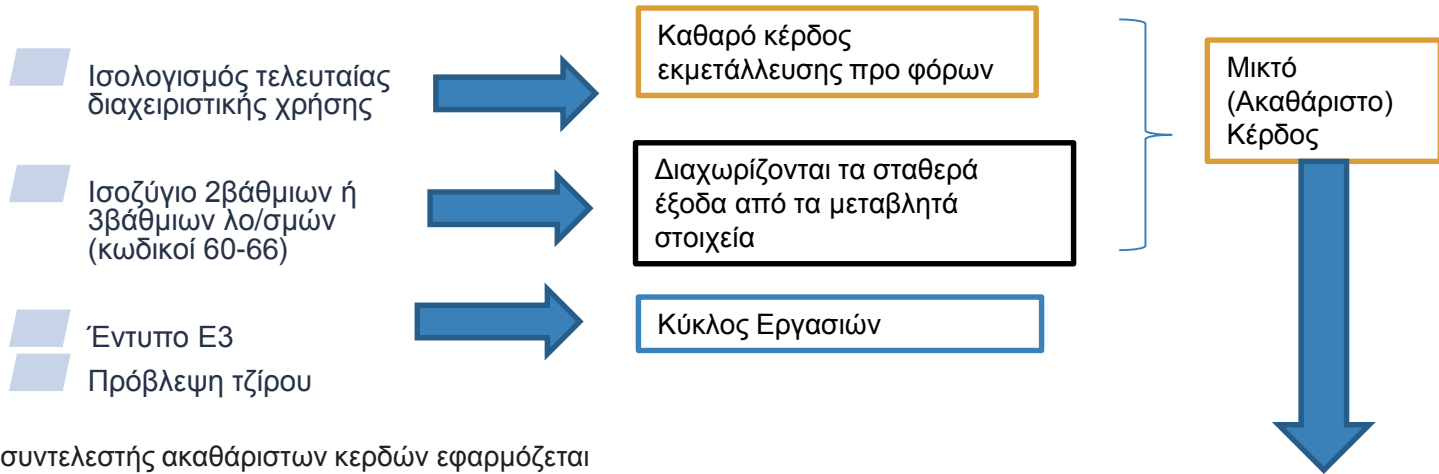 Ισολογισμός τελευταίας
διαχειριστικής χρήσης
Καθαρό κέρδος
εκμετάλλευσης προ φόρων
Μικτό
(Ακαθάριστο)
Κέρδος
Ισοζύγιο 2βάθμιων ή
3βάθμιων λο/σμών
(κωδικοί 60-66)
Διαχωρίζονται τα σταθερά
έξοδα από τα μεταβλητά
στοιχεία
Έντυπο Ε3
Πρόβλεψη τζίρου
Κύκλος Εργασιών
συντελεστής ακαθάριστων κερδών εφαρμόζεται